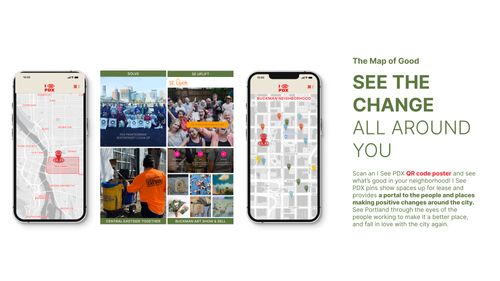 I
PDX
SOLVE
SE UPLIFT
SE Uplift
CENTRAL EASTSIDE TOGETHER
BUCKMAN ART SHOW & SELL
I
PDX
BUCKMAN NEIGHBORHOOD
The Map of Good
SEE THE
CHANGE
ALL AROUND
YOU
Scan an I See PDX QR code poster and see
what's good in your neighborhood! I See
PDX pins show spaces up for lease and
provides a portal to the people and places
making positive changes around the city.
See Portland through the eyes of the
people working to make it a better place,
and fall in love with the city again.